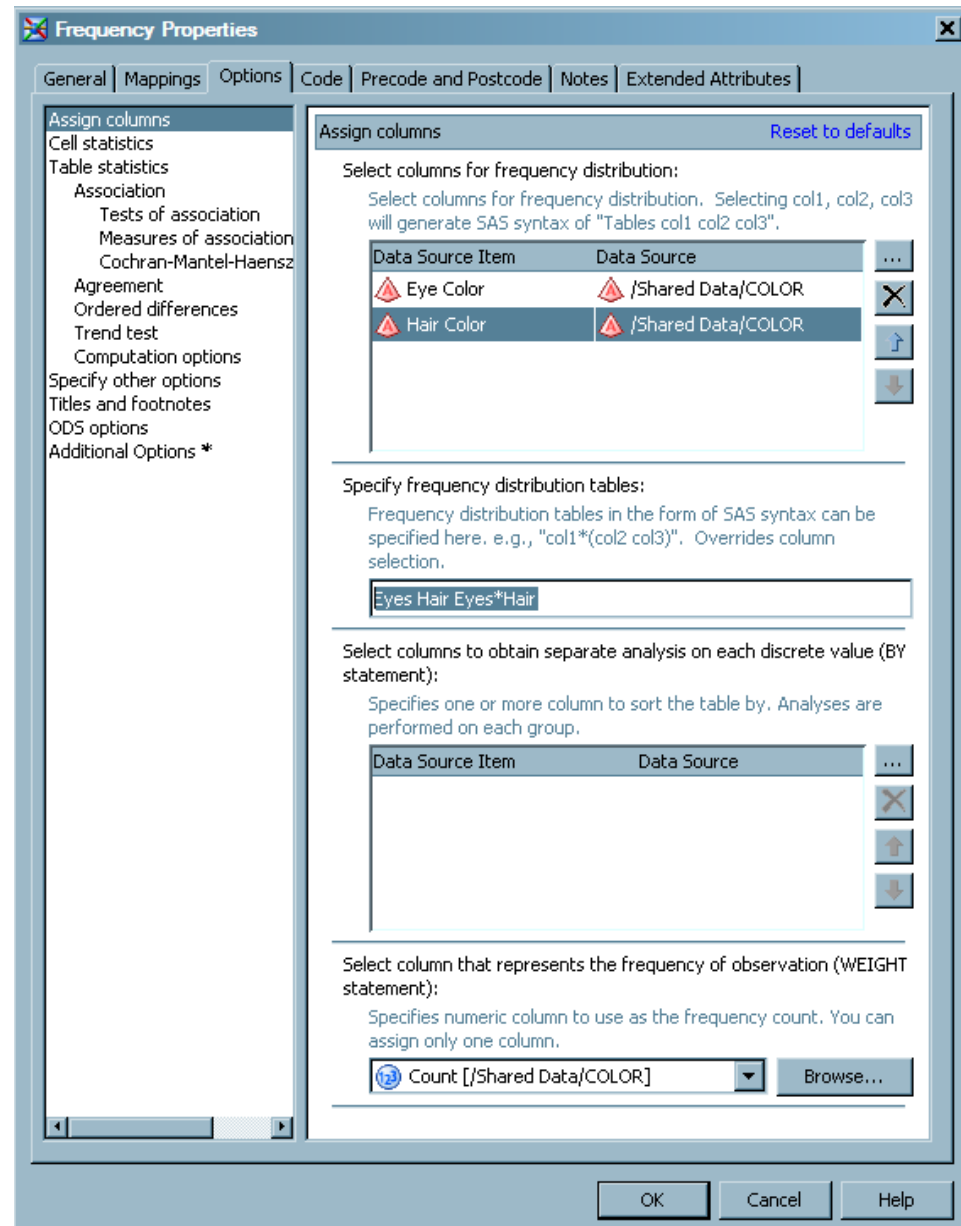 Frequency Properties
General Mappings Options Code Precode and Postcode Notes Extended Attributes
Assign columns
Cell statistics
Table statistics
Association
Tests of association
Measures of association
Cochran-Mantel-Haensz
Agreement
Ordered differences
Trend test
Computation options
Specify other options
Titles and footnotes
ODS options
Additional Options *
Assign columns Reset to defaults
Select columns for frequency distribution:
Select columns for frequency distribution. Selecting col1, col2, col3
will generate SAS syntax of "Tables col1 col2 col3".
Data Source Item Data Source
...
Eye Color /Shared Data/COLOR
Hair Color /Shared Data/COLOR
Specify frequency distribution tables:
Frequency distribution tables in the form of SAS syntax can be
specified here. e.g., "col1*(col2 col3)". Overrides column
selection.
Eyes Hair Eyes*Hair
Select columns to obtain separate analysis on each discrete value (BY
statement):
Specifies one or more column to sort the table by. Analyses are
performed on each group.
Data Source Item Data Source
...
Select column that represents the frequency of observation (WEIGHT
statement):
Specifies numeric column to use as the frequency count. You can
assign only one column.
123 Count [/Shared Data/COLOR] Browse...
OK Cancel Help